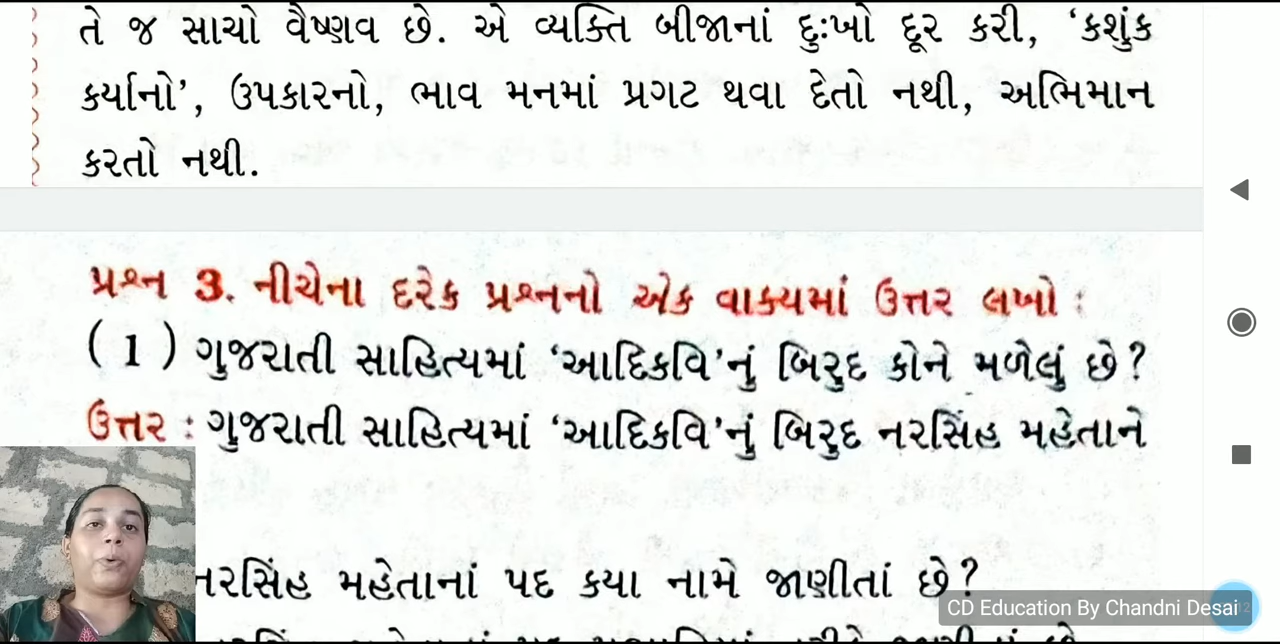 તે જ સાચો વૈષ્ણવ છે. એ વ્યક્તિ બીજાનાં દુઃખો દૂર કરી, ‘કશુંક
કર્યાનો’, ઉપકારનો, ભાવ મનમાં પ્રગટ થવા દેતો નથી, અભિમાન
કરતો નથી.
પ્રશ્ન 3. નીચેના દરેક પ્રશ્નનો એક વાક્યમાં ઉત્તર લખો :
( 1 ) ગુજરાતી સાહિત્યમાં ‘આદિકવિ’નું બિરુદ કોને મળેલું છે?
ઉત્તર : ગુજરાતી સાહિત્યમાં ‘આદિકવિ’નું બિરુદ નરસિંહ મહેતાને
નરસિંહ મહેતાનાં પદ કયા નામે જાણીતાં છે?
CD Education By Chandni Desai